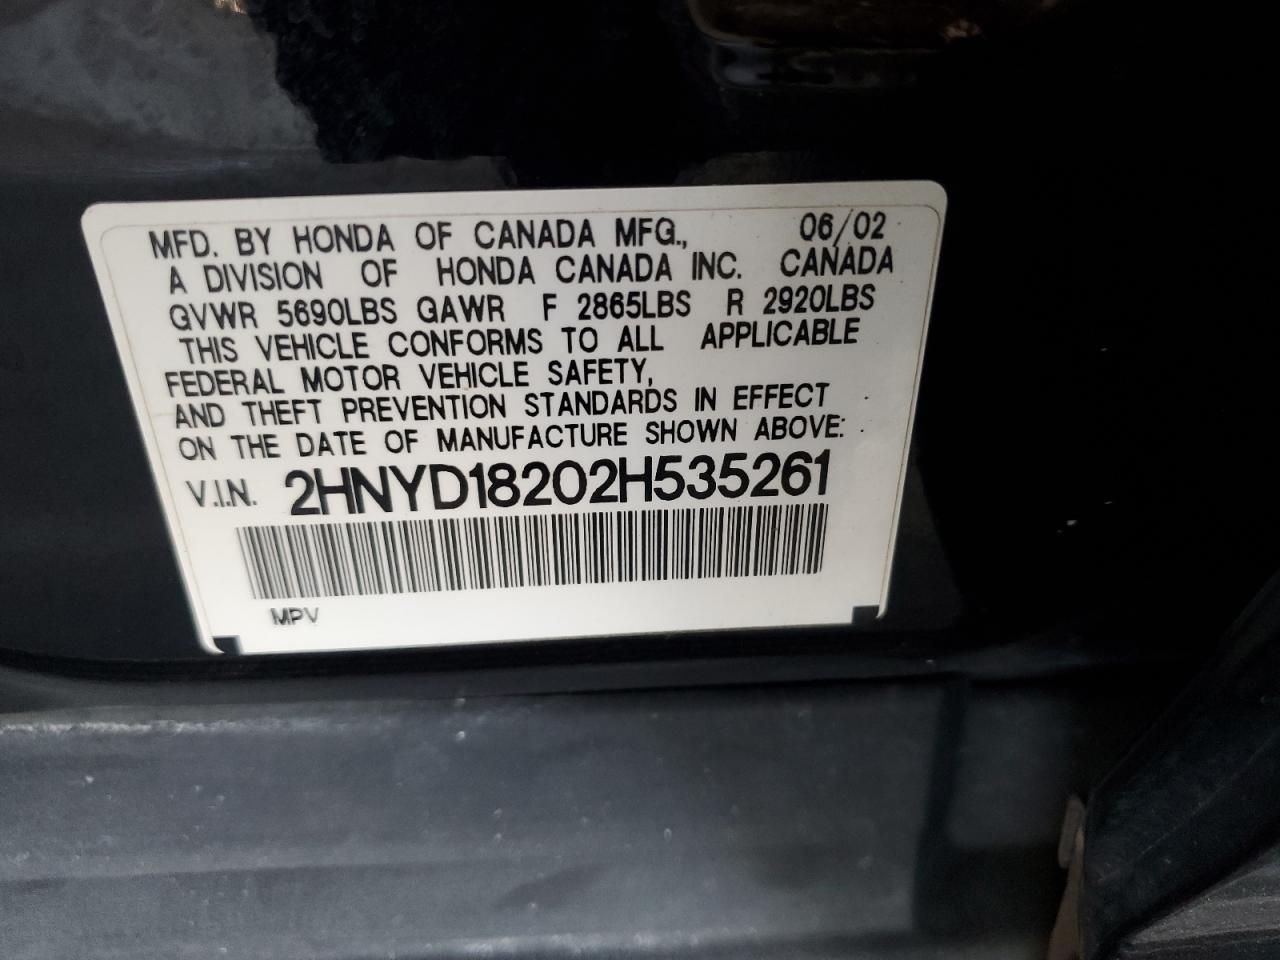 MFD. BY HONDA OF CANADA MFG., 06/02
A DIVISION OF HONDA CANADA INC. CANADA
GVWR 5690LBS GAWR F 2865LBS R 2920LBS
THIS VEHICLE CONFORMS TO ALL APPLICABLE
FEDERAL MOTOR VEHICLE SAFETY,
AND THEFT PREVENTION STANDARDS IN EFFECT
ON THE DATE OF MANUFACTURE SHOWN ABOVE:
V.I.N. 2HNYD18202H535261
MPV